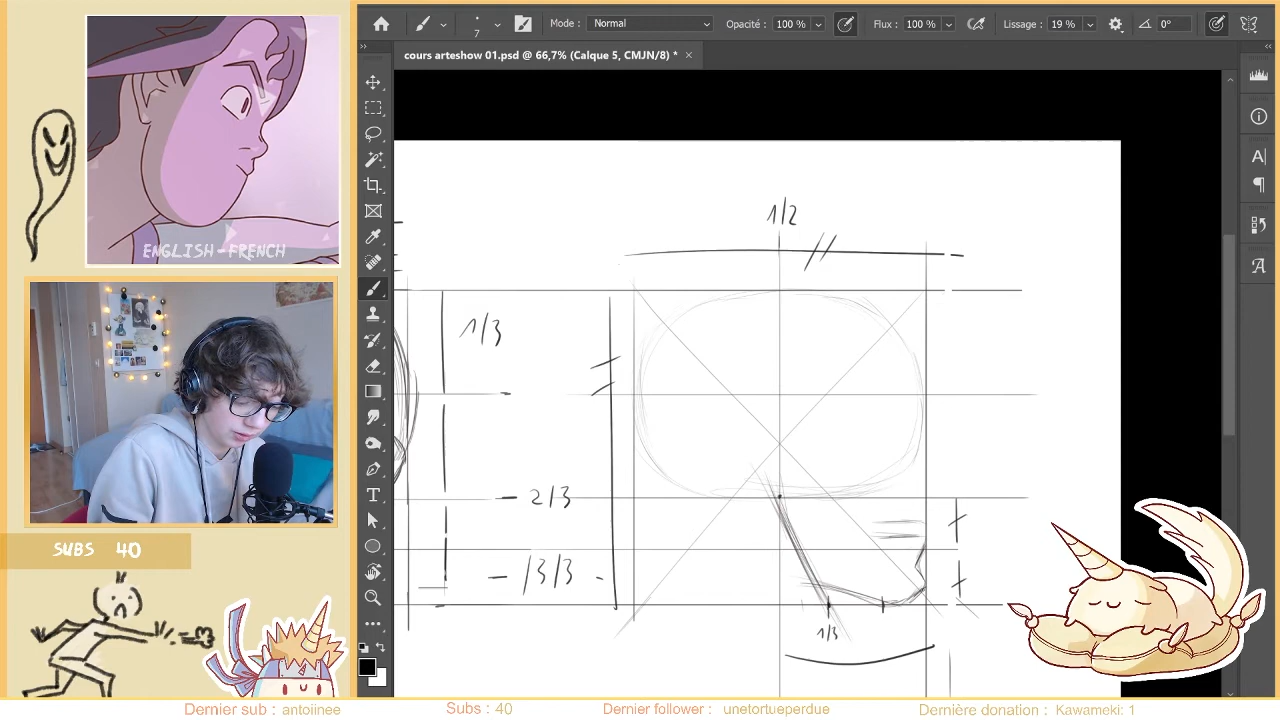 Mode : Normal
Opacité : 100 %
Flux : 100 %
Lissage : 19 %
0°
7
cours arteshow 01.psd @ 66,7% (Calque 5, CMJN/8) *
ENGLISH-FRENCH
1/2
1/3
2/3
/3/3
1/3
SUBS 40
Dernier sub : antoiinee
Subs : 40
Dernier follower : unetortueperdue
Dernière donation : Kawameki: 1